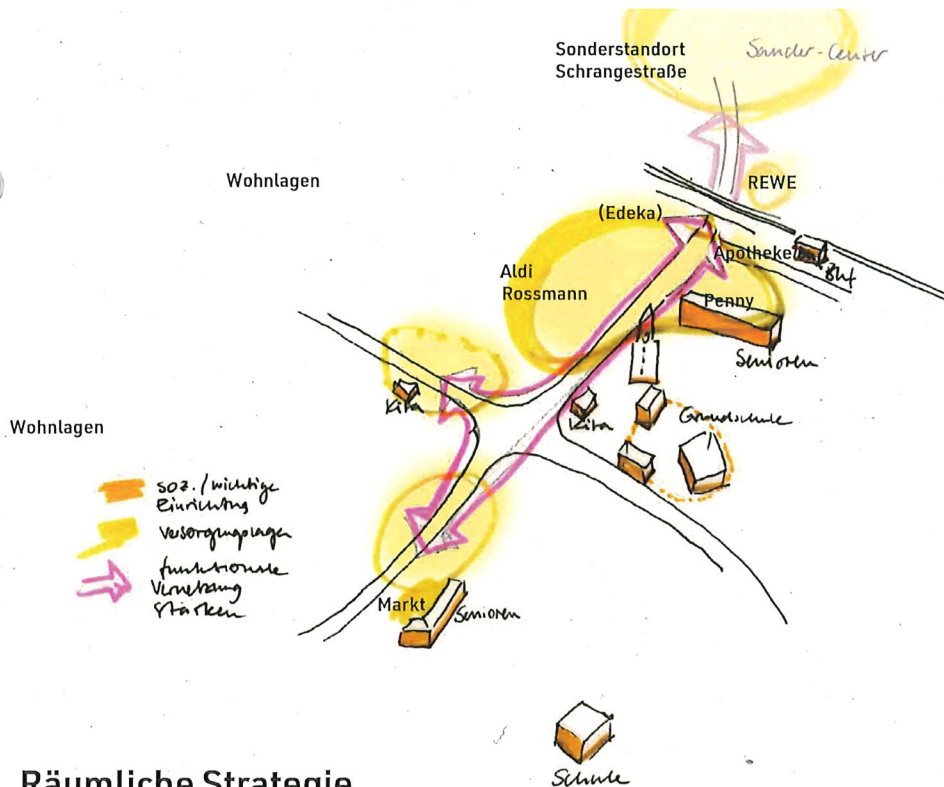 Sonderstandort
Schrangestraße
Sander-Center
Wohnlagen
REWE
(Edeka)
Apotheke
Bhf
Aldi
Rossmann
Penny
Senioren
Kita
Kita
Grundschule
Wohnlagen
soz./wichtige
Einrichtung
Versorgungslagen
funktionale
Vernetzung
stärken
Markt
Senioren
Schule
Räumliche Strategie